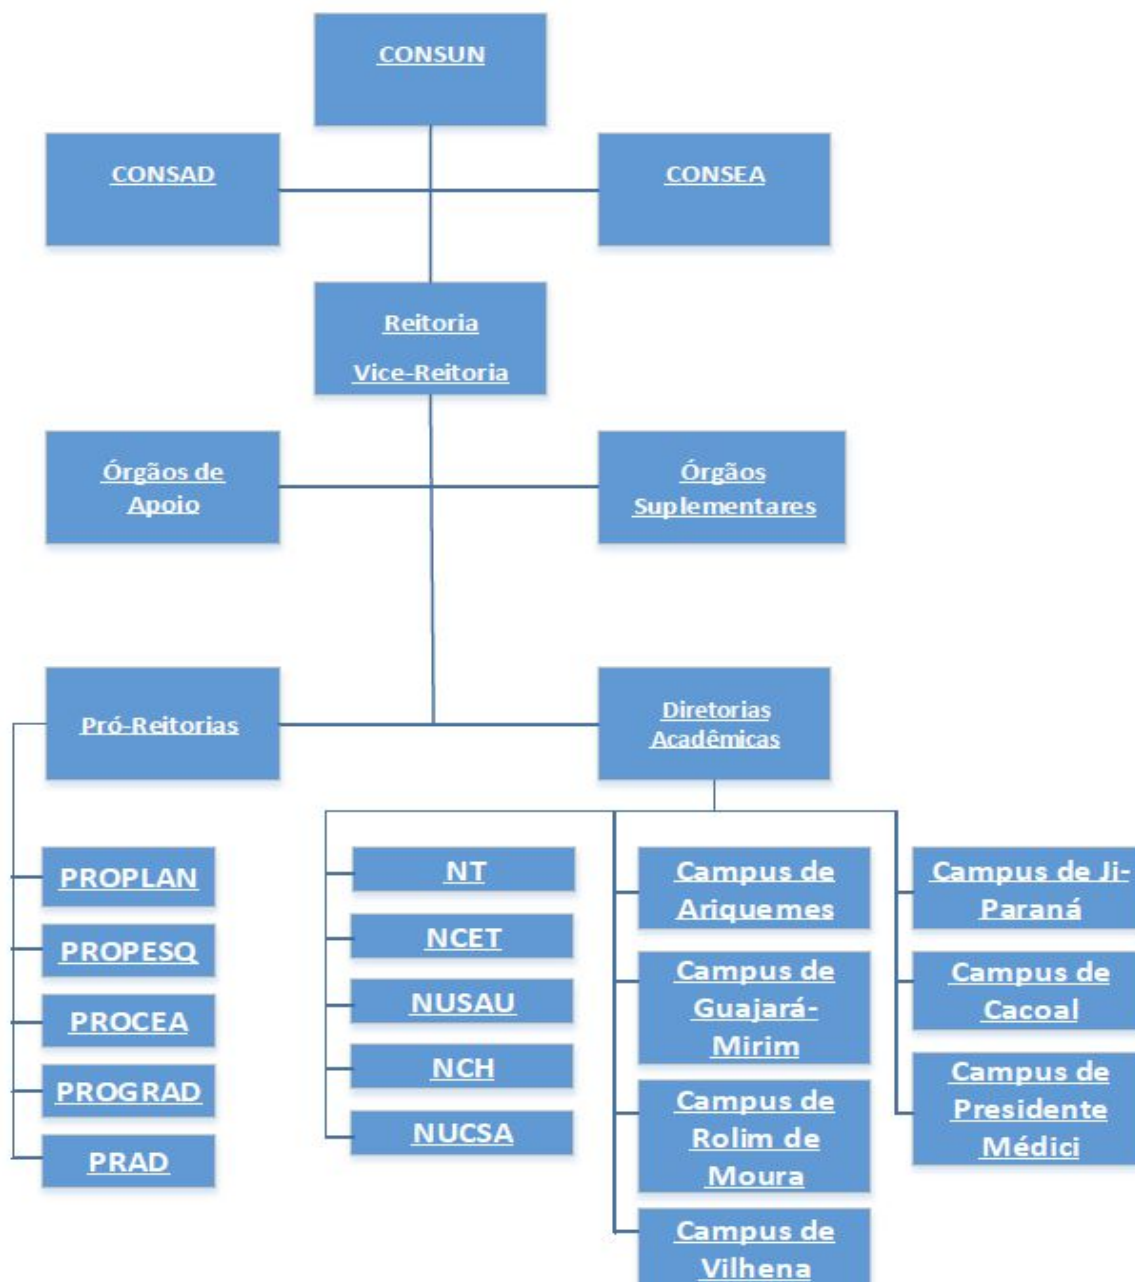 CONSUN
CONSAD
CONSEA
Reitoria
Vice-Reitoria
Órgãos de
Apoio
Órgãos
Suplementares
Pró-Reitorias
Diretorias
Acadêmicas
PROPLAN
PROPESQ
PROCEA
PROGRAD
PRAD
NT
NCET
NUSAU
NCH
NUCSA
Campus de
Ariquemes
Campus de
Guajará-
Mirim
Campus de
Rolim de
Moura
Campus de
Vilhena
Campus de Ji-
Paraná
Campus de
Cacoal
Campus de
Presidente
Médici